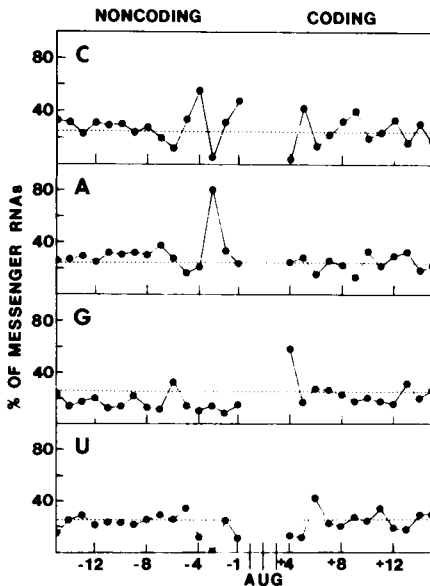 NONCODING CODING
C
80
40
A
80
40
G
80
40
U
80
40
% OF MESSENGER RNAs
-12 -8 -4 -1 +4 +8 +12
AUG